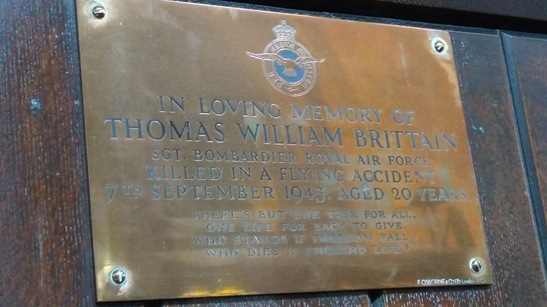 IN LOVING MEMORY OF
THOMAS WILLIAM BRITTAIN
SGT. BOMBARDIER ROYAL AIR FORCE
KILLED IN A FLYING ACCIDENT
7TH SEPTEMBER 1943. AGED 20 YEARS.
THERE'S BUT ONE TASK FOR ALL,
ONE LIFE FOR EACH TO GIVE.
WHO STANDS IF FREEDOM FALL?
WHO DIES IF ENGLAND LIVE?